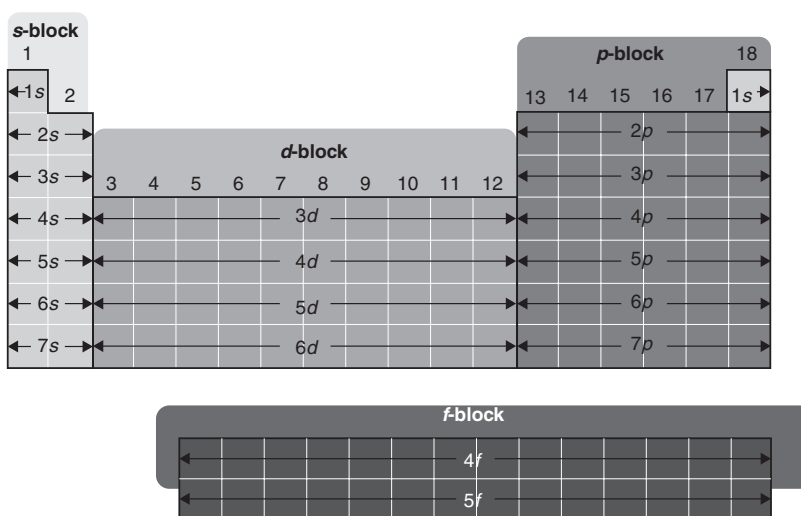 s-block
1
p-block 18
1s 2
13 14 15 16 17 1s
2s 2p
d-block
3s 3 4 5 6 7 8 9 10 11 12 3p
4s 3d 4p
5s 4d 5p
6s 5d 6p
7s 6d 7p
f-block
4f
5f